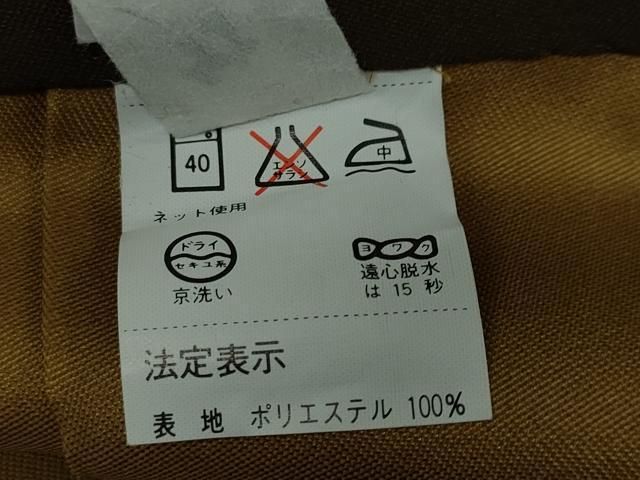 40
エンソ
サラシ
中
ネット使用
ドライ
セキユ系
京洗い
ヨワク
遠心脱水
は 15 秒
法定表示
表 地 ポリエステル 100%